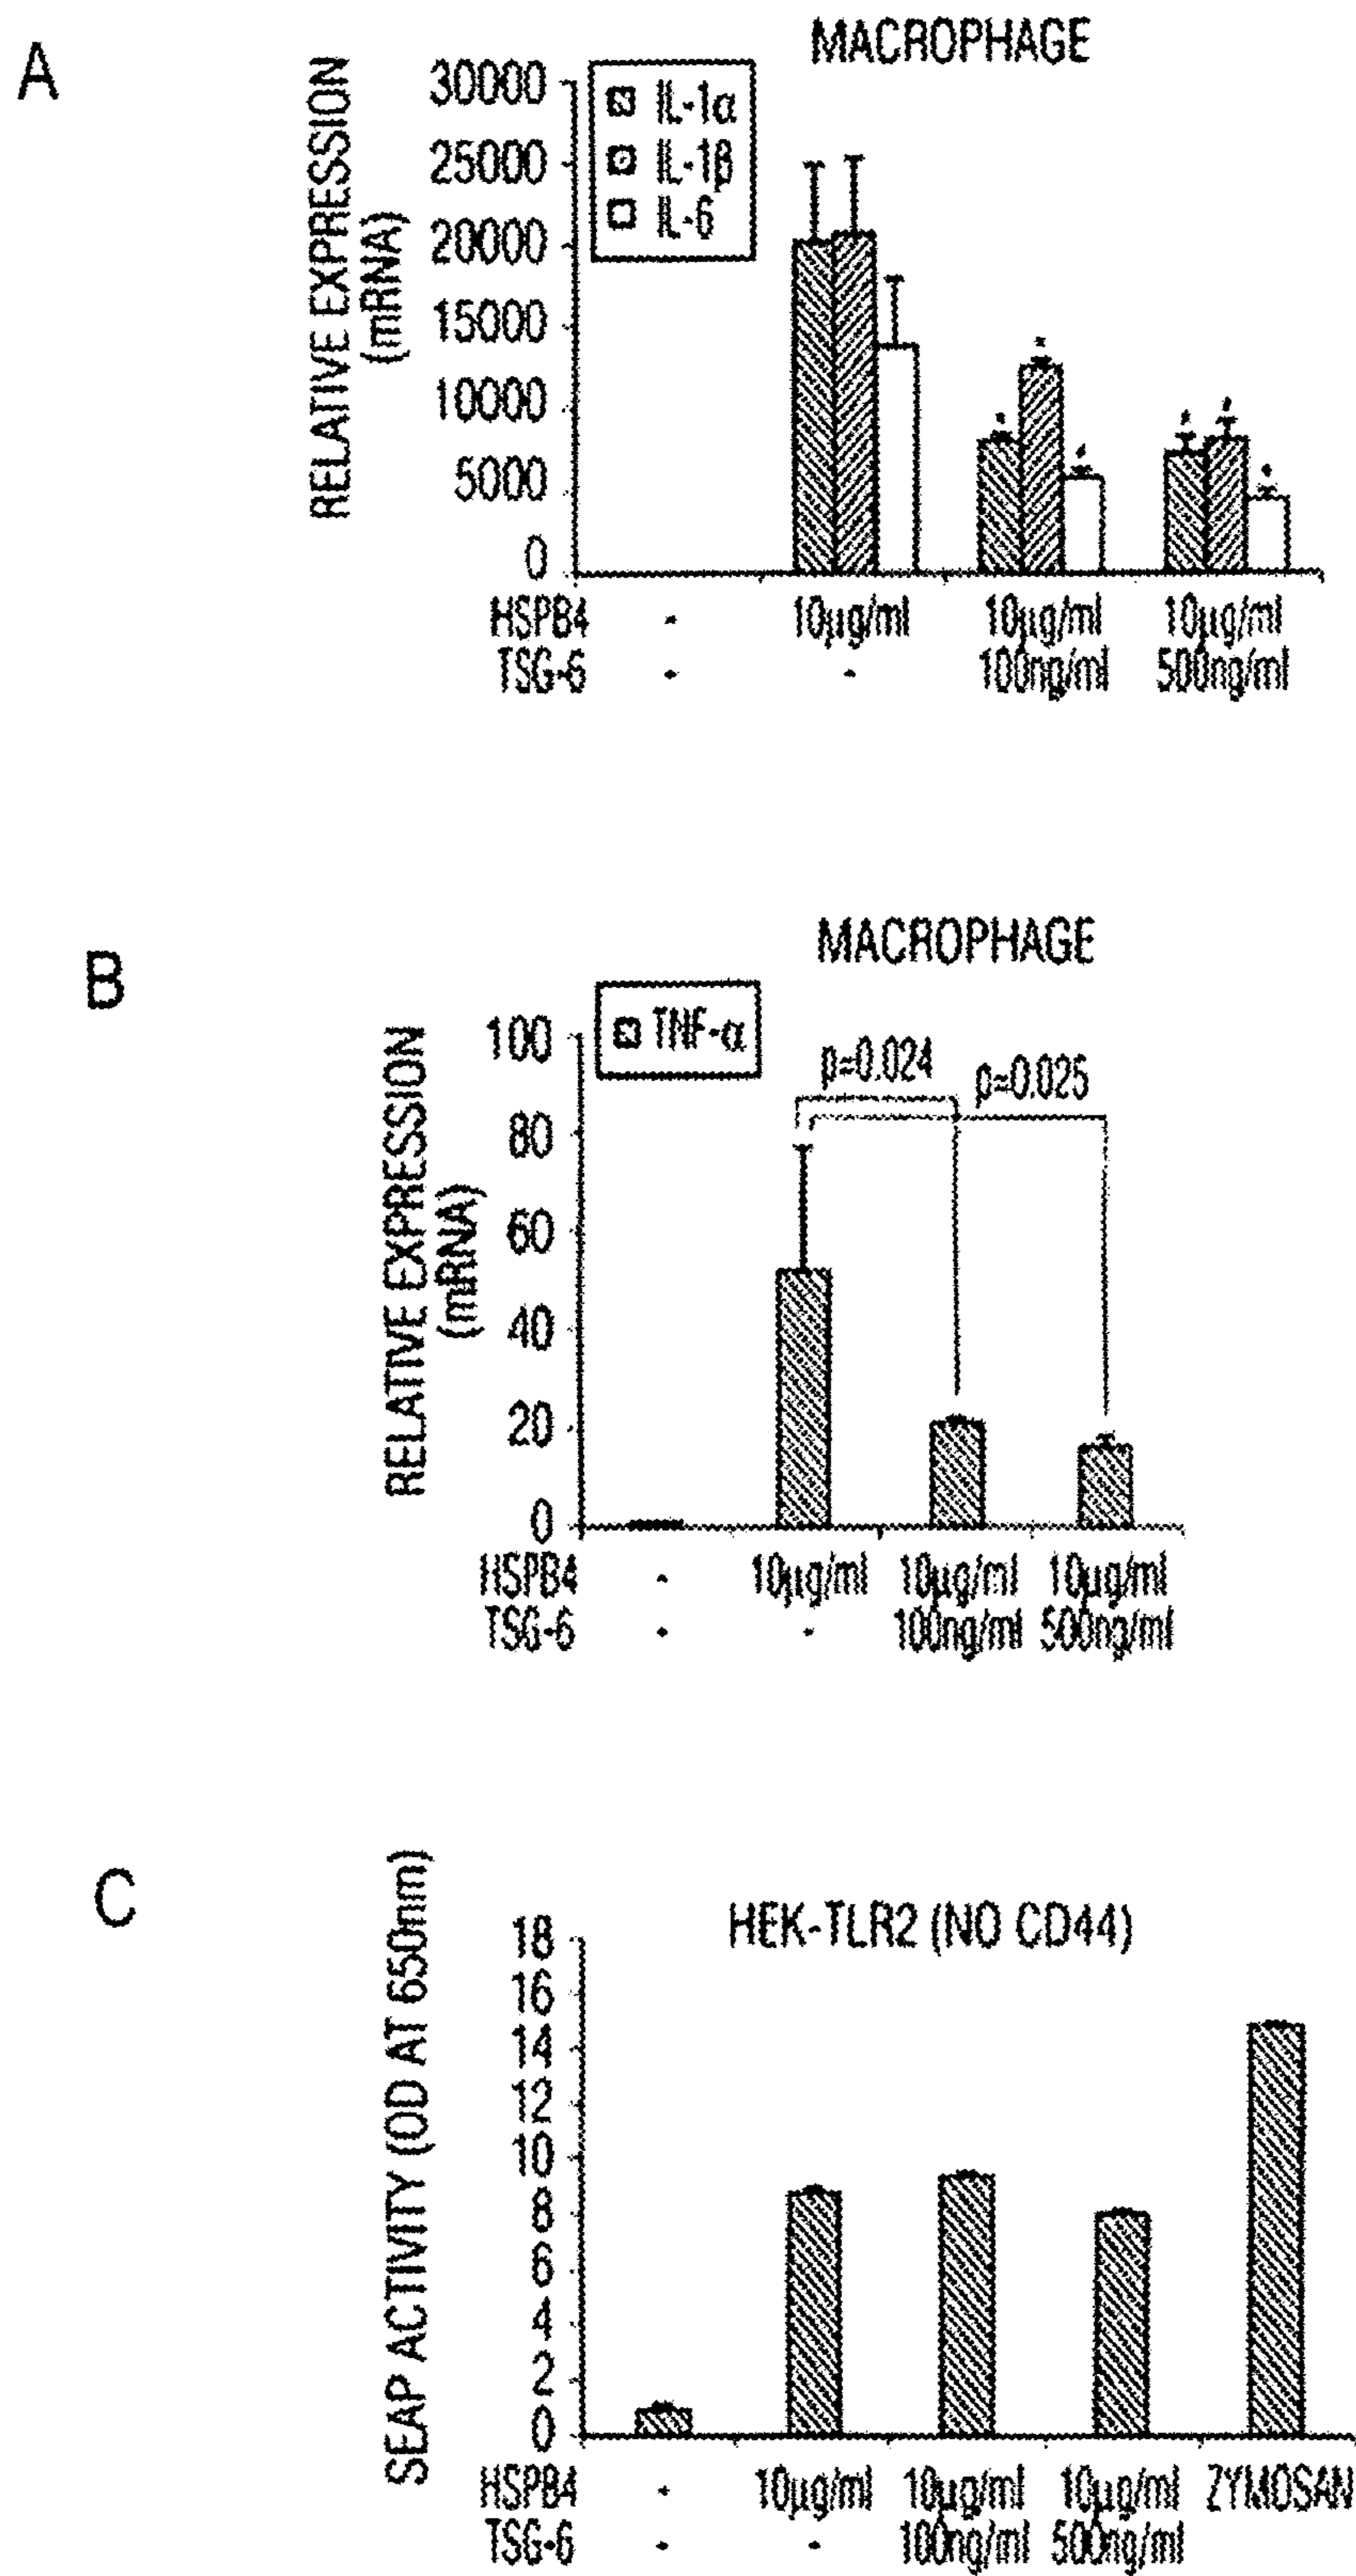 A
MACROPHAGE
RELATIVE EXPRESSION
(mRNA)
30000
25000
20000
15000
10000
5000
0
IL-1α
IL-1β
IL-6
* * * * * *
HSPB4 - 10µg/ml 10µg/ml 10µg/ml
TSG-6 - - 100ng/ml 500ng/ml
B
MACROPHAGE
RELATIVE EXPRESSION
(mRNA)
100
80
60
40
20
0
TNF-α
p=0.024
p=0.025
HSPB4 - 10µg/ml 10µg/ml 10µg/ml
TSG-6 - - 100ng/ml 500ng/ml
C
HEK-TLR2 (NO CD44)
SEAP ACTIVITY (OD AT 650nm)
18
16
14
12
10
8
6
4
2
0
HSPB4 - 10µg/ml 10µg/ml 10µg/ml ZYMOSAN
TSG-6 - - 100ng/ml 500ng/ml